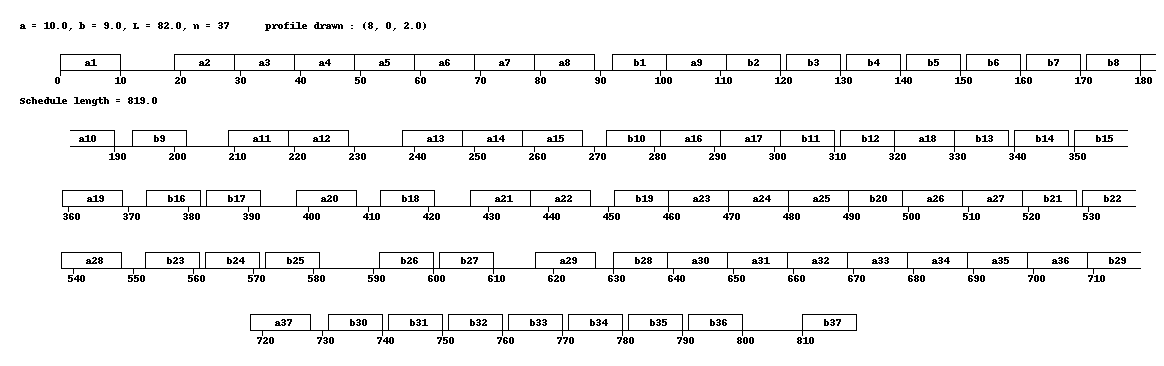 a = 10.0, b = 9.0, L = 82.0, n = 37 profile drawn : (8, 0, 2.0)
a1 a2 a3 a4 a5 a6 a7 a8 b1 a9 b2 b3 b4 b5 b6 b7 b8
0 10 20 30 40 50 60 70 80 90 100 110 120 130 140 150 160 170 180
Schedule length = 819.0
a10 b9 a11 a12 a13 a14 a15 b10 a16 a17 b11 b12 a18 b13 b14 b15
190 200 210 220 230 240 250 260 270 280 290 300 310 320 330 340 350
a19 b16 b17 a20 b18 a21 a22 b19 a23 a24 a25 b20 a26 a27 b21 b22
360 370 380 390 400 410 420 430 440 450 460 470 480 490 500 510 520 530
a28 b23 b24 b25 b26 b27 a29 b28 a30 a31 a32 a33 a34 a35 a36 b29
540 550 560 570 580 590 600 610 620 630 640 650 660 670 680 690 700 710
a37 b30 b31 b32 b33 b34 b35 b36 b37
720 730 740 750 760 770 780 790 800 810